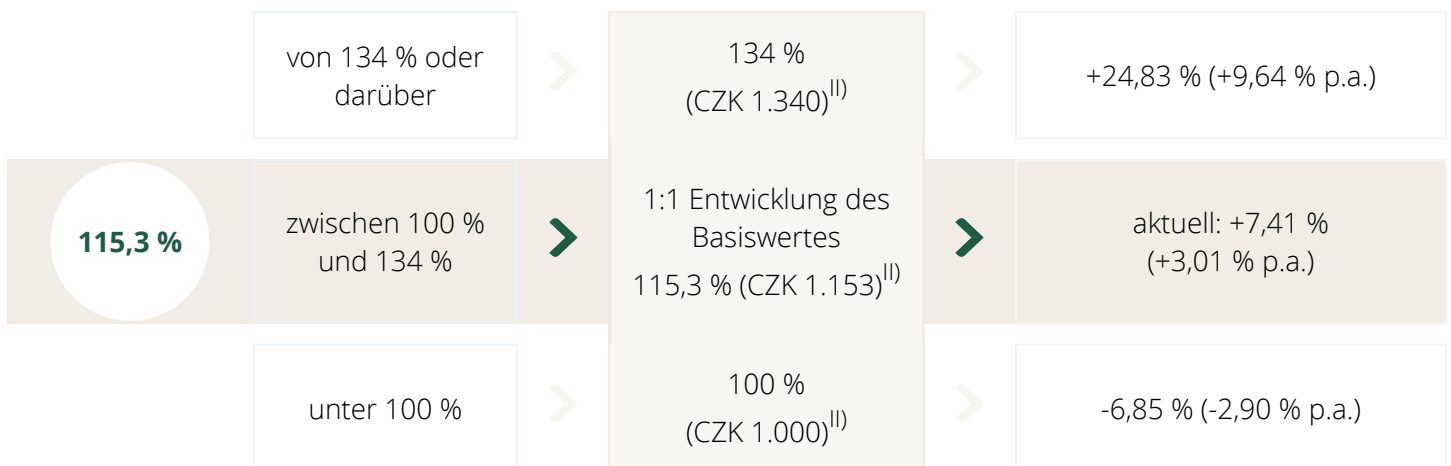 von 134 % oder
darüber
134 %
(CZK 1.340)II)
+24,83 % (+9,64 % p.a.)
115,3 %
zwischen 100 %
und 134 %
1:1 Entwicklung des
Basiswertes
115,3 % (CZK 1.153)II)
aktuell: +7,41 %
(+3,01 % p.a.)
unter 100 %
100 %
(CZK 1.000)II)
-6,85 % (-2,90 % p.a.)